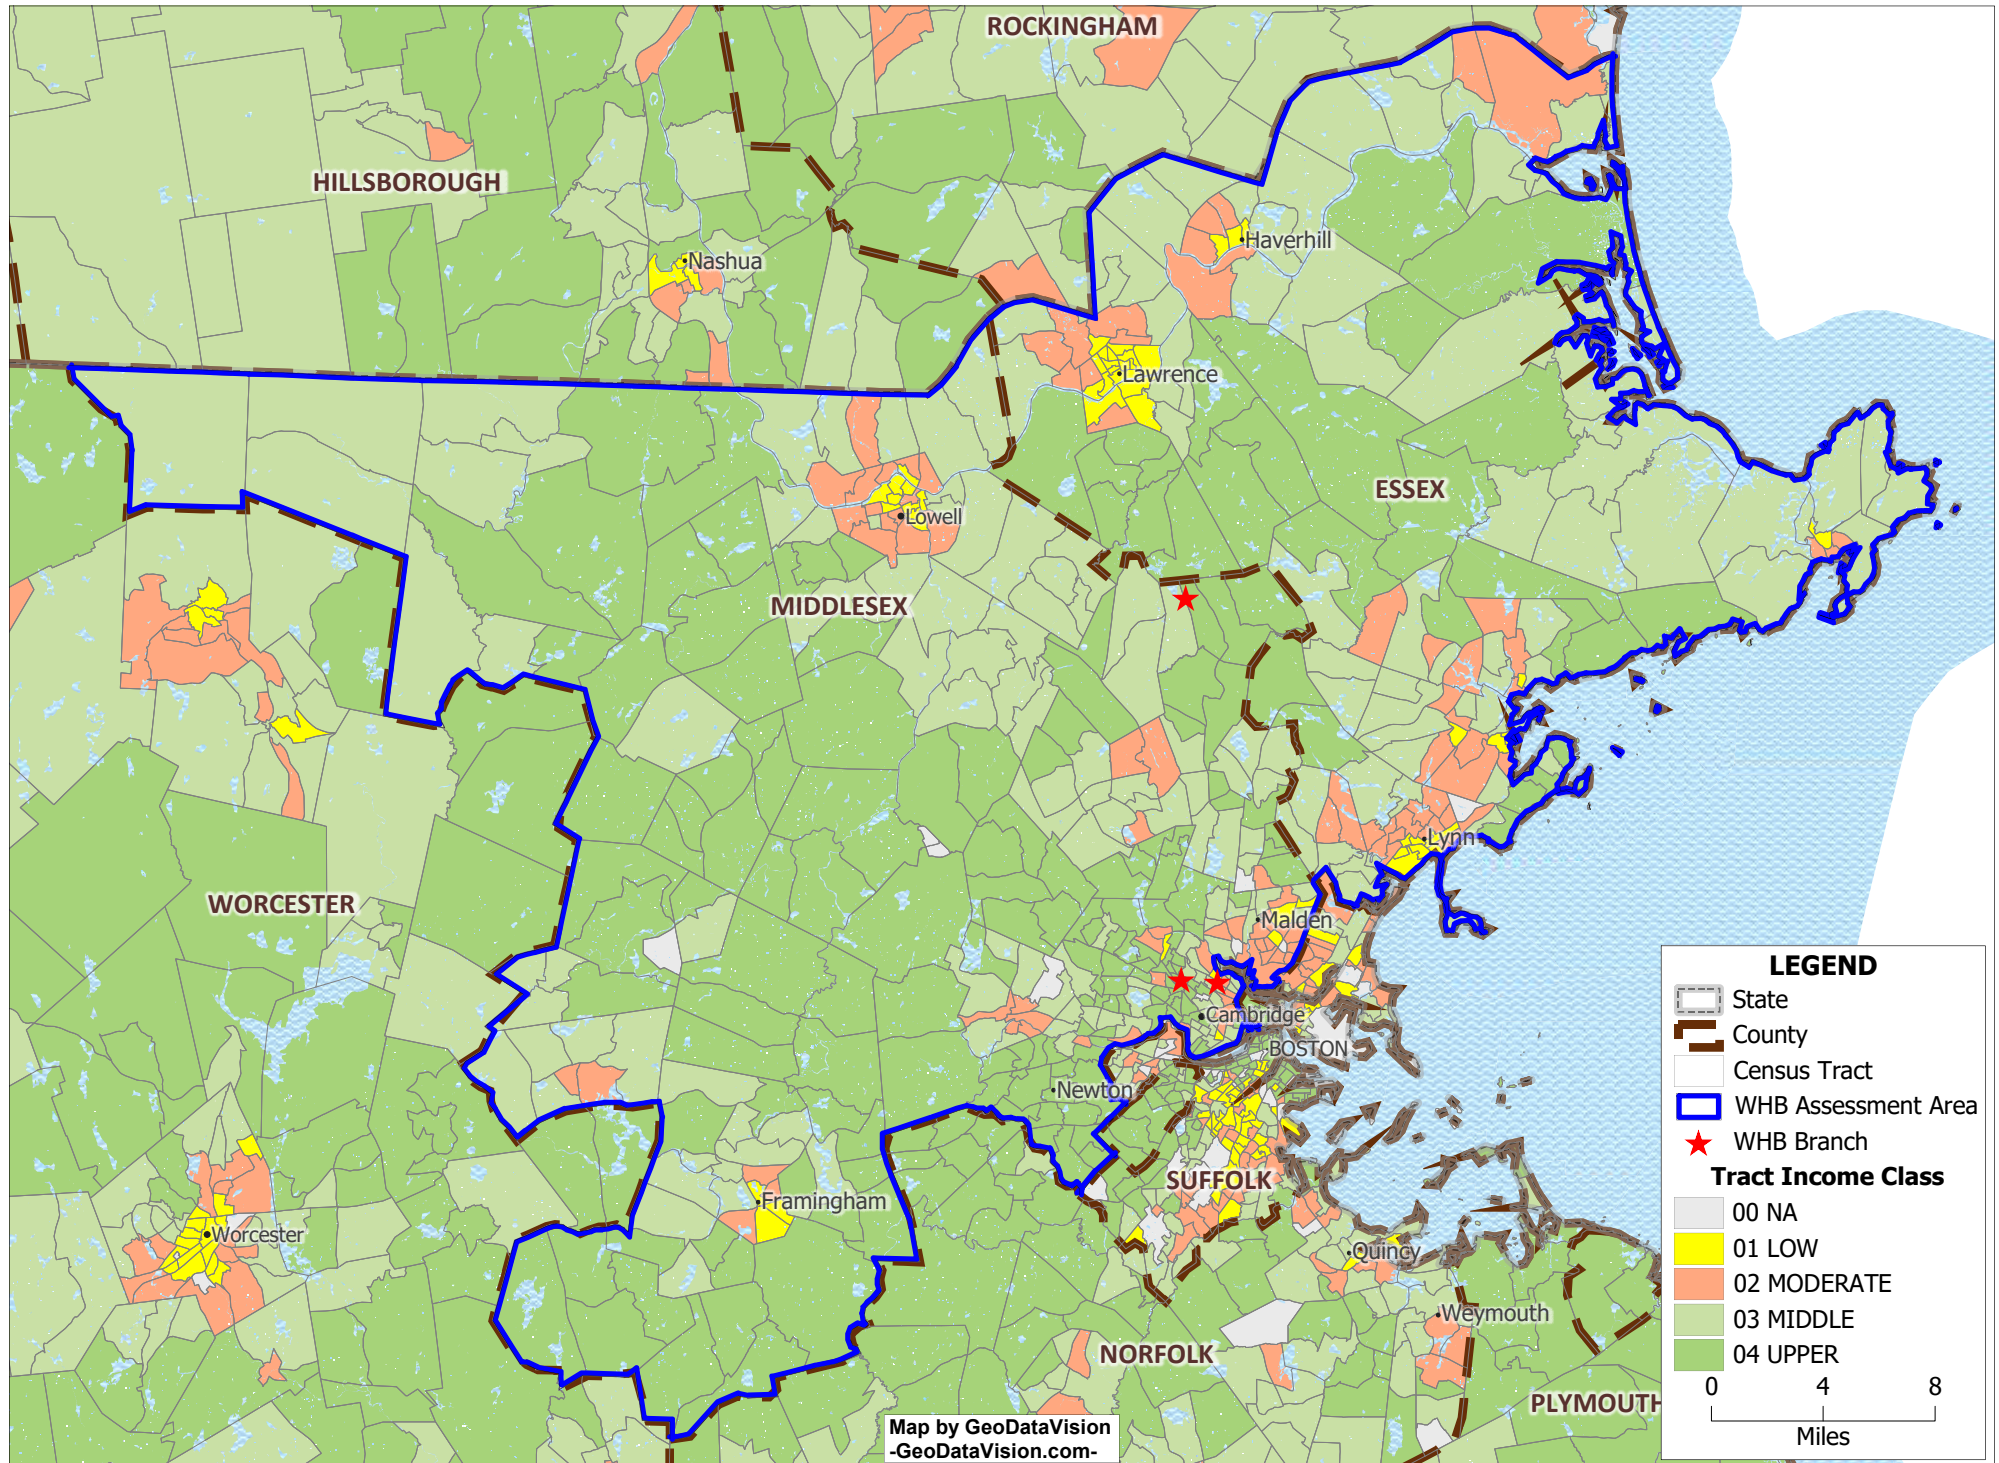 ROCKINGHAM
HILLSBOROUGH
Haverhill
Nashua
Lawrence
ESSEX
Lowell
MIDDLESEX
Lynn
WORCESTER
Malden
Cambridge
BOSTON
Newton
SUFFOLK
Framingham
Worcester
Quincy
Weymouth
NORFOLK
PLYMOUTH
LEGEND
State
County
Census Tract
WHB Assessment Area
WHB Branch
Tract Income Class
00 NA
01 LOW
02 MODERATE
03 MIDDLE
04 UPPER
0 4 8
Miles
Map by GeoDataVision
-GeoDataVision.com-